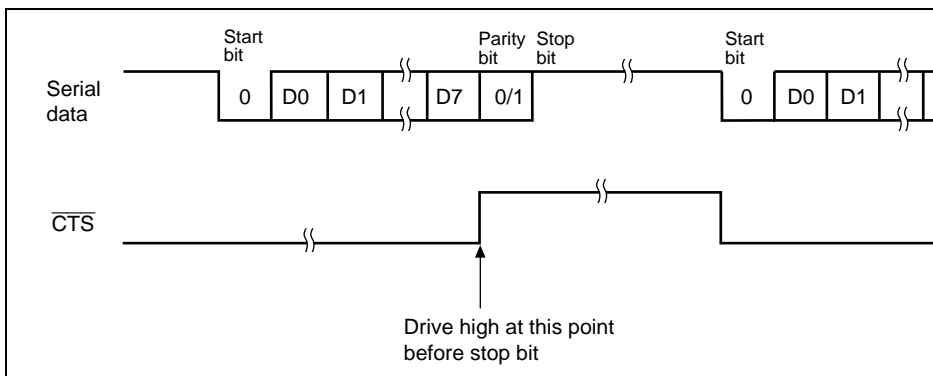 Start bit
Parity bit
Stop bit
Start bit
Serial data
0 D0 D1 D7 0/1 0 D0 D1
CTS
Drive high at this point
before stop bit